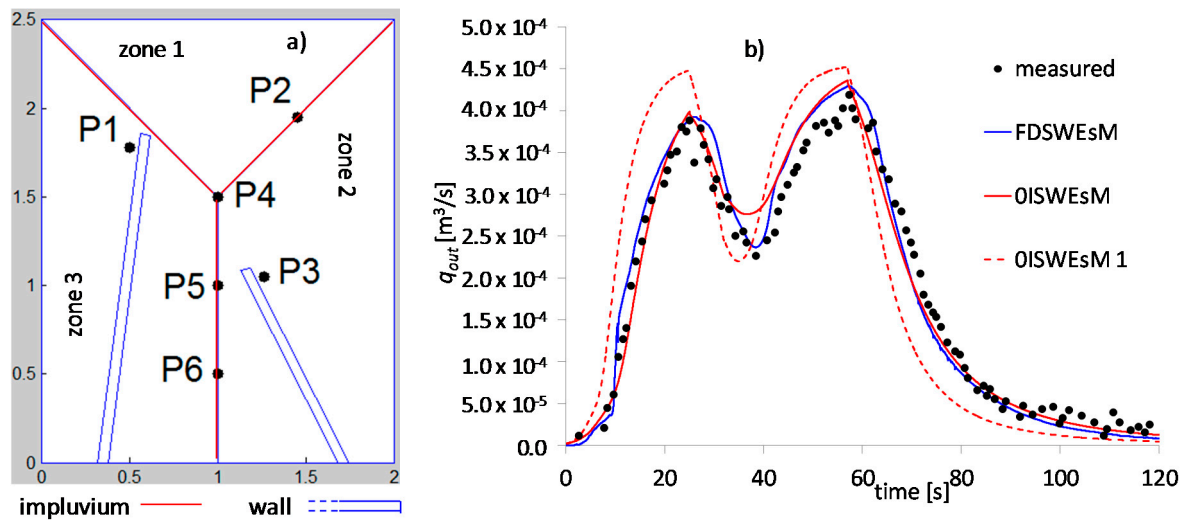 2.5
zone 1
a)
P2
2
P1
zone 2
P4
1.5
P3
zone 3
P5
1
P6
0.5
0
0.5
1
1.5
2
impluvium
wall
b)
5.0 x 10⁻⁴
4.5 x 10⁻⁴
4.0 x 10⁻⁴
3.5 x 10⁻⁴
3.0 x 10⁻⁴
2.5 x 10⁻⁴
2.0 x 10⁻⁴
1.5 x 10⁻⁴
1.0 x 10⁻⁴
5.0 x 10⁻⁵
0.0
q_out [m³/s]
measured
FDSWEsM
0ISWEsM
0ISWEsM 1
0
20
40
60
80
100
120
time [s]